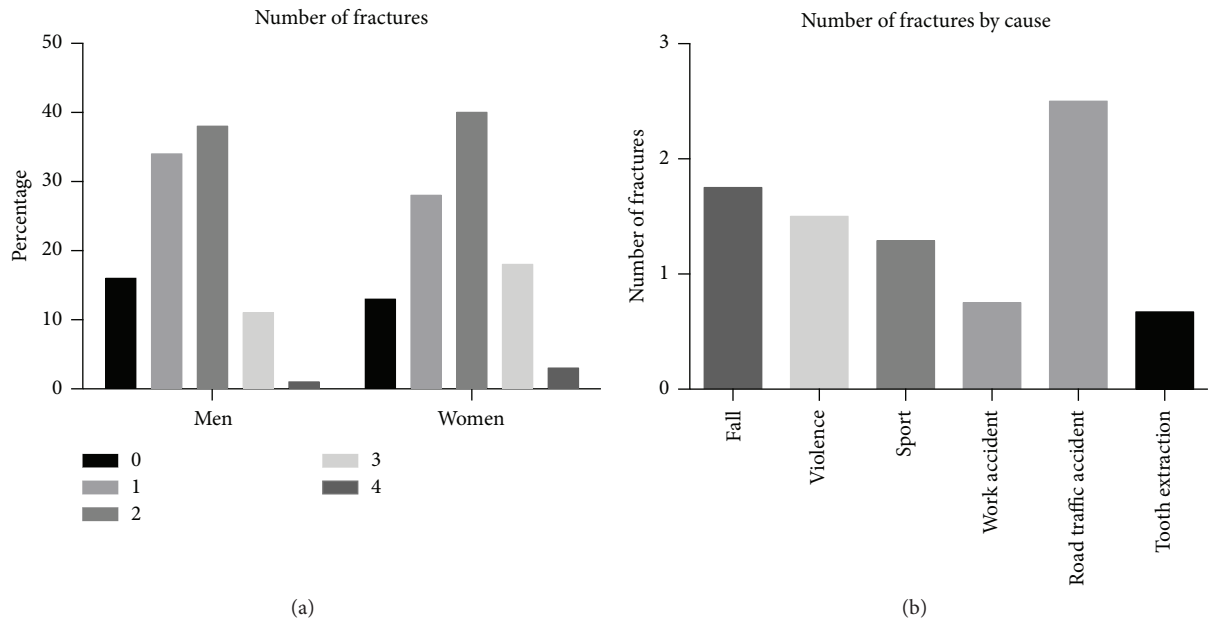 Number of fractures
50
40
30
20
10
0
Percentage
Men
Women
0
1
2
3
4
(a)
Number of fractures by cause
3
2
1
0
Number of fractures
Fall
Violence
Sport
Work accident
Road traffic accident
Tooth extraction
(b)